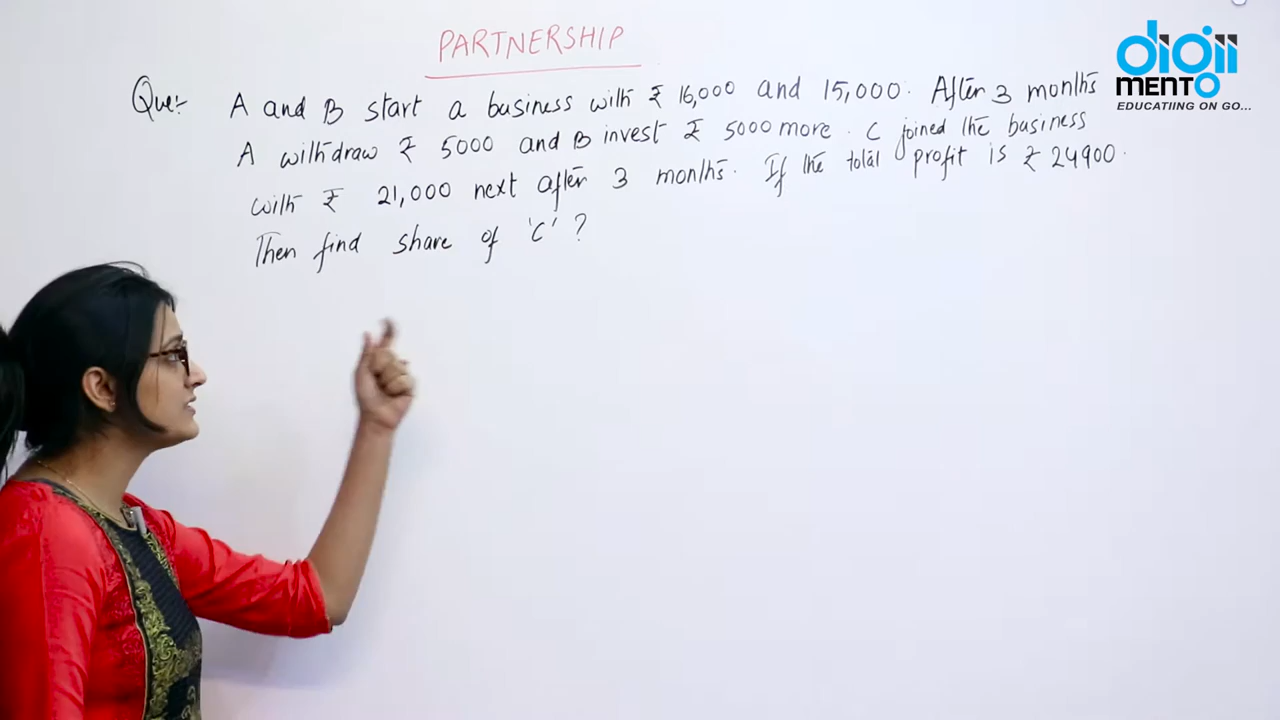 PARTNERSHIP
digii
MENTO
EDUCATIING ON GO...
Que:- A and B start a business with ₹ 16,000 and 15,000. After 3 months
A withdraw ₹ 5000 and B invest ₹ 5000 more. C joined the business
with ₹ 21,000 next after 3 months. If the total profit is ₹ 24900.
Then find share of 'C' ?